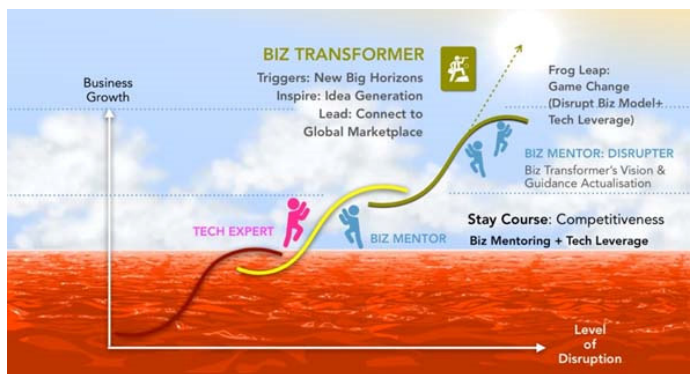 BIZ TRANSFORMER
Triggers: New Big Horizons
Inspire: Idea Generation
Lead: Connect to
Global Marketplace
Business
Growth
Frog Leap:
Game Change
(Disrupt Biz Model+
Tech Leverage)
BIZ MENTOR: DISRUPTER
Biz Transformer's Vision &
Guidance Actualisation
TECH EXPERT
BIZ MENTOR
Stay Course: Competitiveness
Biz Mentoring + Tech Leverage
Level
of
Disruption